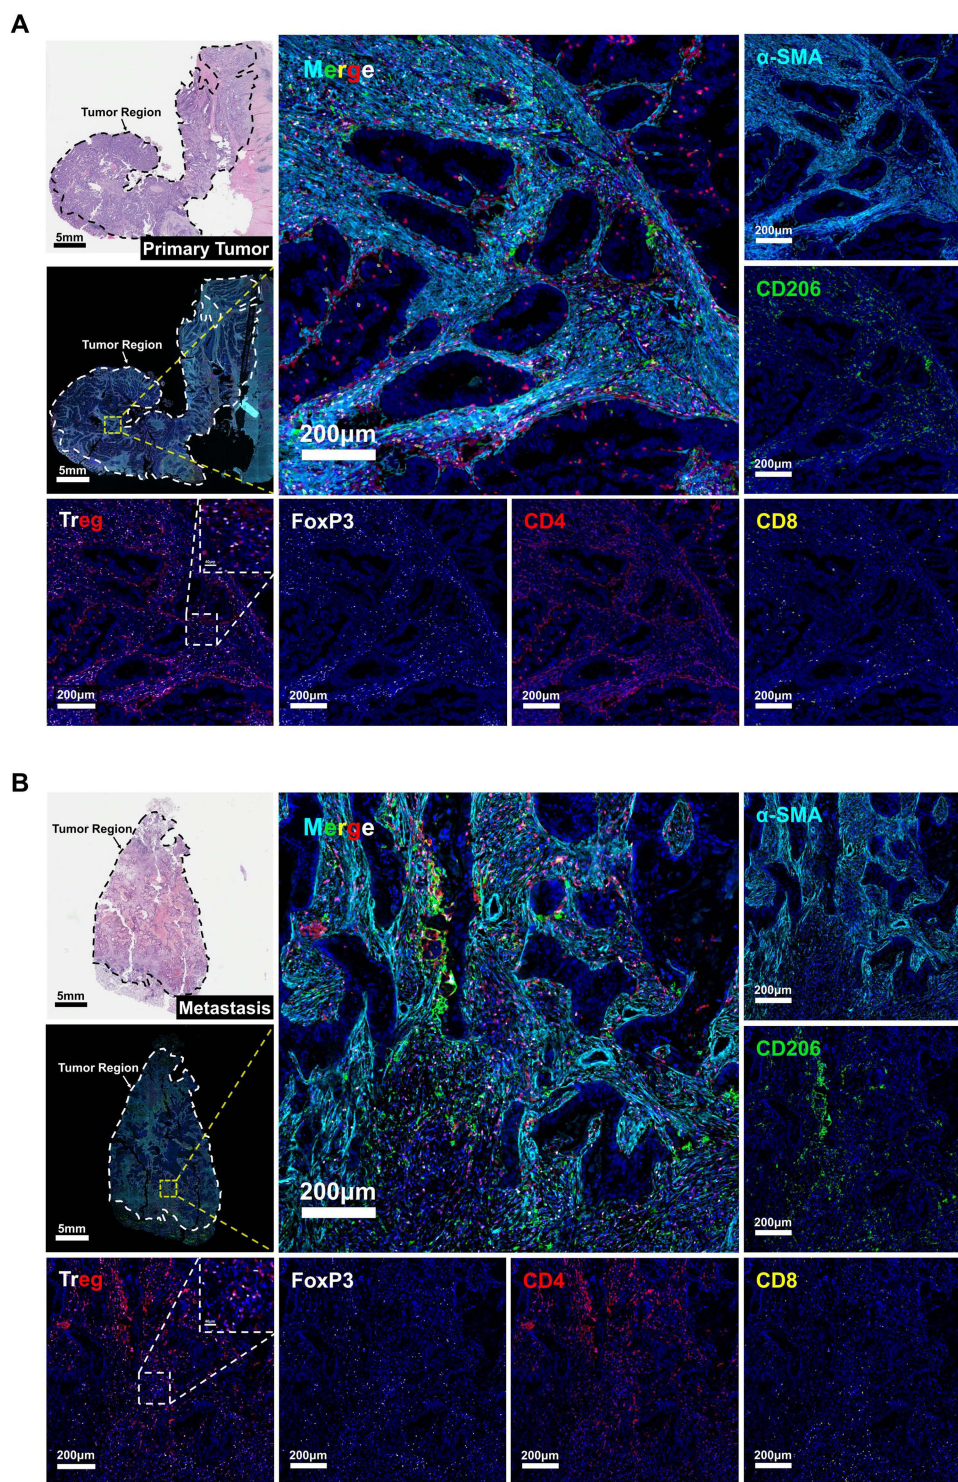 A
Tumor Region
5mm
Primary Tumor
Merge
200μm
α-SMA
200μm
Tumor Region
5mm
CD206
200μm
Treg
200μm
FoxP3
200μm
CD4
200μm
CD8
200μm
B
Tumor Region
5mm
Metastasis
Merge
200μm
α-SMA
200μm
Tumor Region
5mm
CD206
200μm
Treg
200μm
FoxP3
200μm
CD4
200μm
CD8
200μm